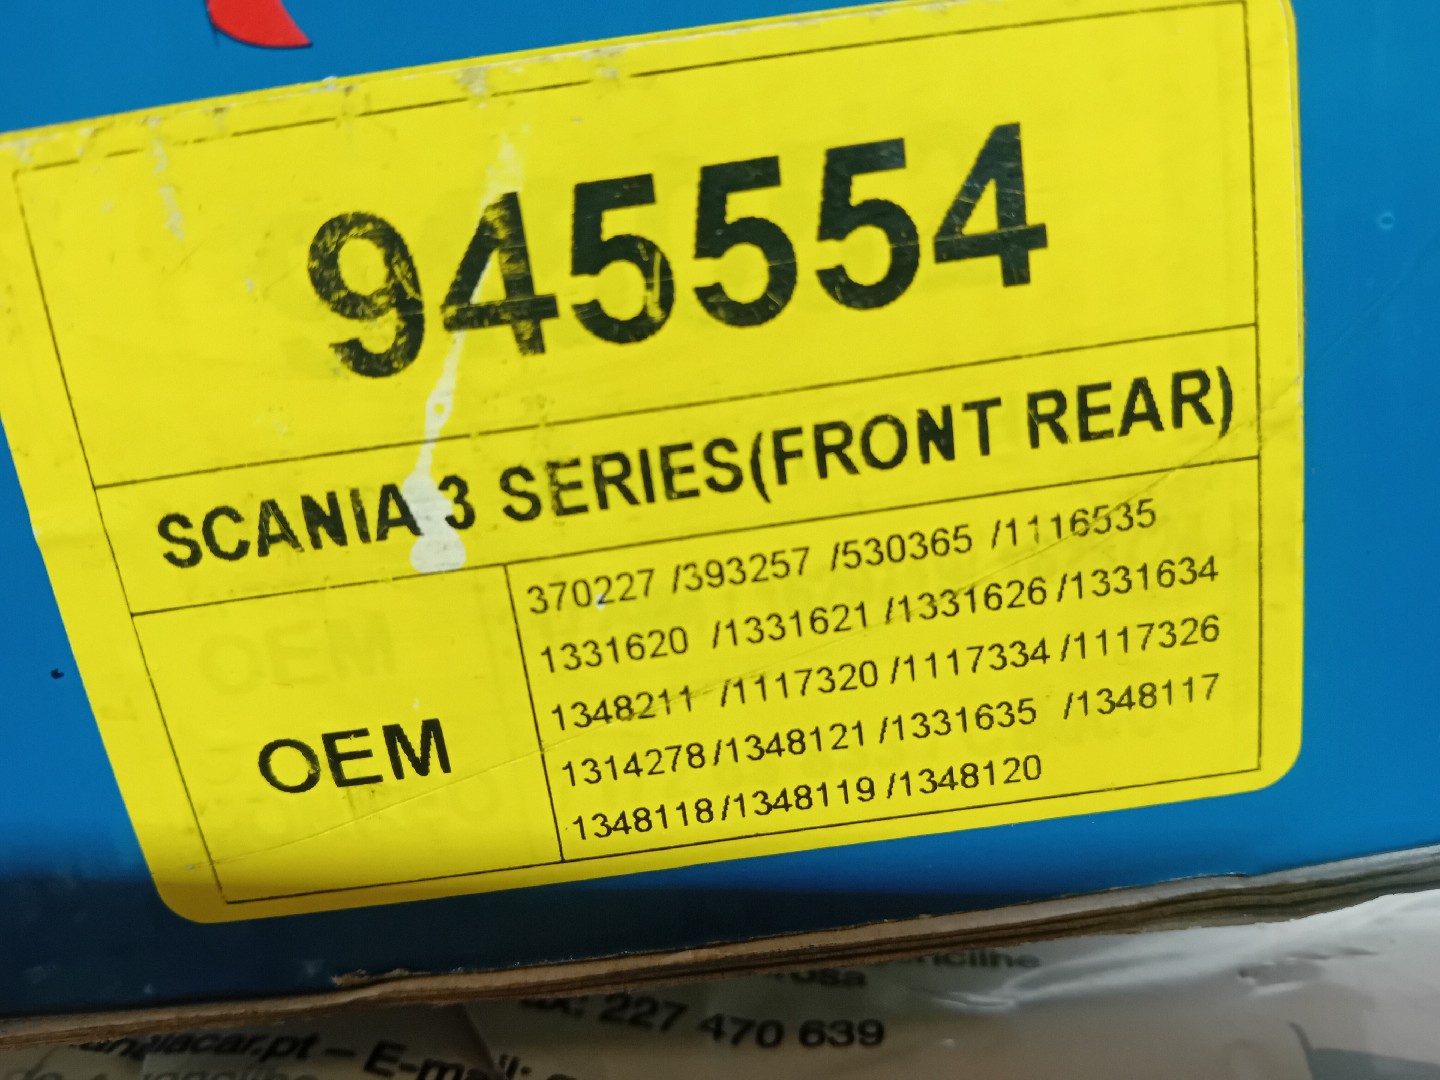 945554
SCANIA 3 SERIES(FRONT REAR)
OEM
370227 /393257 /530365 /1116535
1331620 /1331621 /1331626 /1331634
1348211 /1117320 /1117334 /1117326
1314278/1348121 /1331635 /1348117
1348118/1348119 /1348120
227 470 639